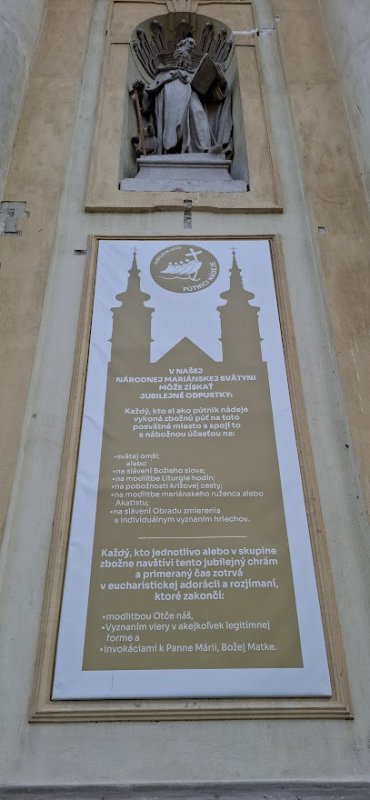 PÚTNICI NÁDEJE
V NAŠEJ
NÁRODNEJ MARIÁNSKEJ SVÄTYNI
MÔŽE ZÍSKAŤ
JUBILEJNÉ ODPUSTKY:
Každý, kto si ako pútnik nádeje
vykoná zbožnú púť na toto
posvätné miesto a spojí to
s nábožnou účasťou na:
•svätej omši;
alebo
•na slávení Božieho slova;
•na modlitbe Liturgie hodín;
•na pobožnosti krížovej cesty;
•na modlitbe mariánskeho ruženca alebo
Akatistu;
•na slávení Obradu zmierenia
s individuálnym vyznaním hriechov.
Každý, kto jednotlivo alebo v skupine
zbožne navštívi tento jubilejný chrám
a primeraný čas zotrvá
v eucharistickej adorácii a rozjímaní,
ktoré zakončí:
•modlitbou Otče náš,
•Vyznaním viery v akejkoľvek legitímnej
forme a
•Invokáciami k Panne Márii, Božej Matke.